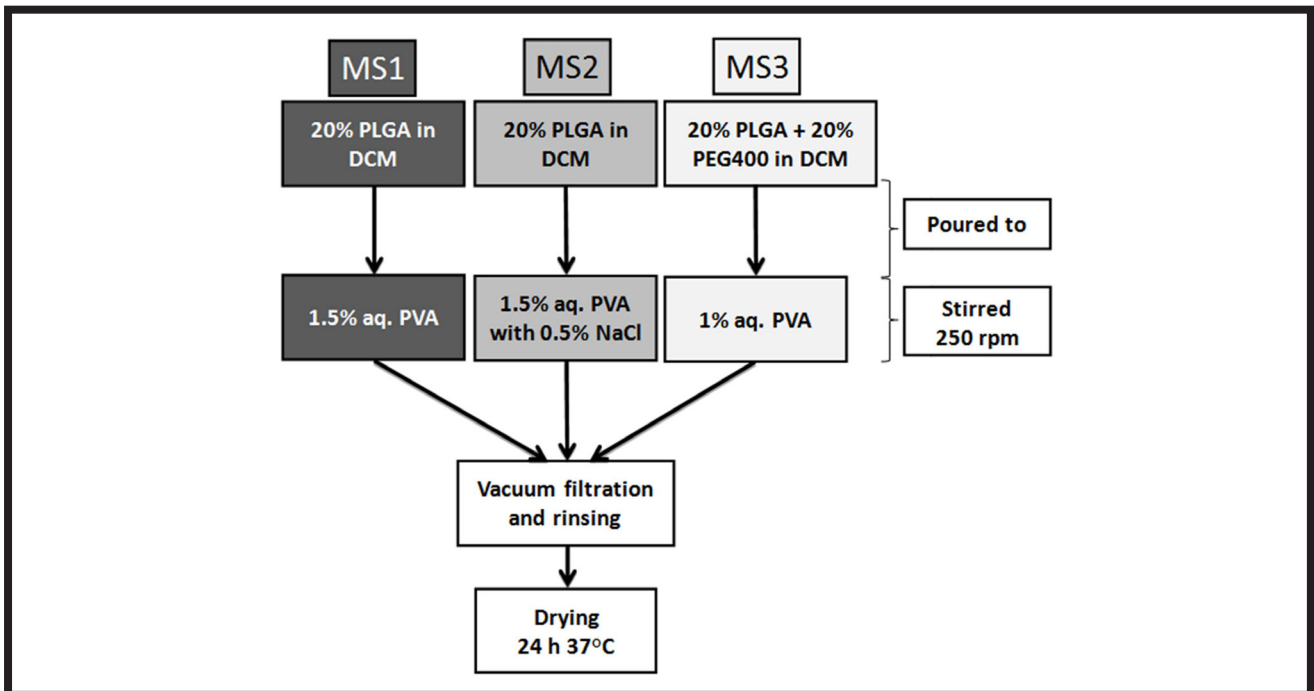 MS1
MS2
MS3
20% PLGA in
DCM
20% PLGA in
DCM
20% PLGA + 20%
PEG400 in DCM
Poured to
1.5% aq. PVA
1.5% aq. PVA
with 0.5% NaCl
1% aq. PVA
Stirred
250 rpm
Vacuum filtration
and rinsing
Drying
24 h 37°C